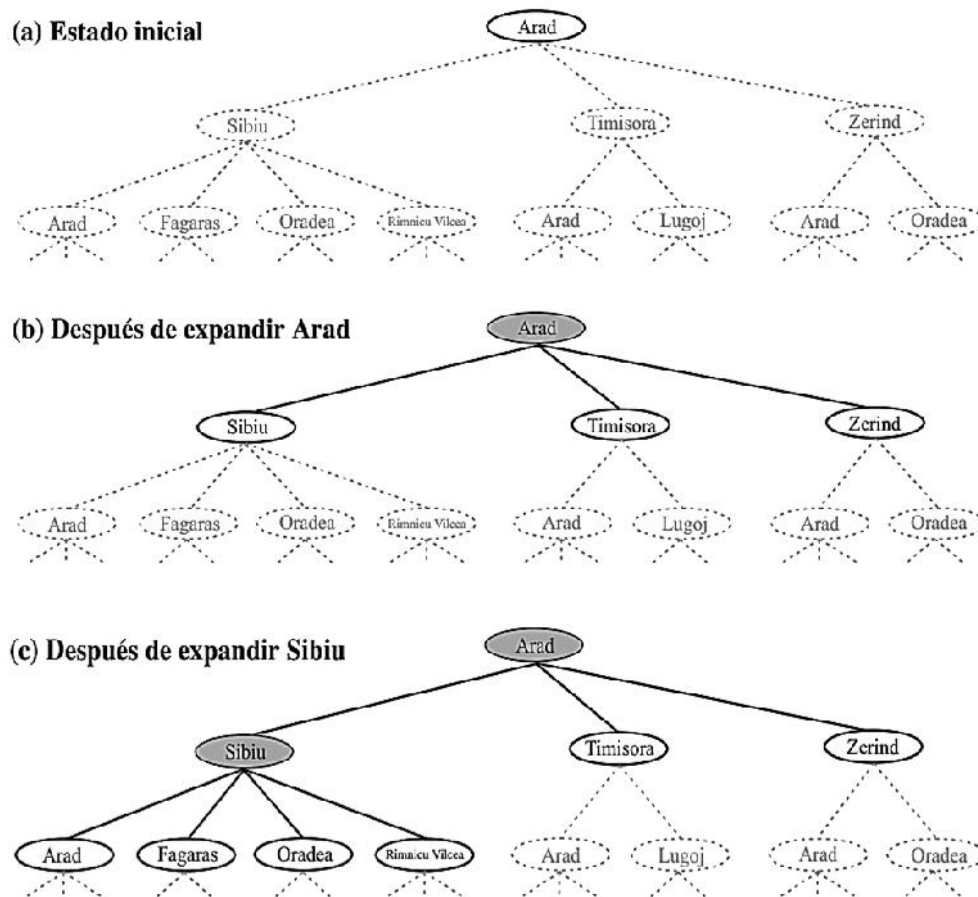 (a) Estado inicial
Arad
Sibiu
Timisora
Zerind
Arad
Fagaras
Oradea
Rimnicu Vilcea
Arad
Lugoj
Arad
Oradea
(b) Después de expandir Arad
Arad
Sibiu
Timisora
Zerind
Arad
Fagaras
Oradea
Rimnicu Vilcea
Arad
Lugoj
Arad
Oradea
(c) Después de expandir Sibiu
Arad
Sibiu
Timisora
Zerind
Arad
Fagaras
Oradea
Rimnicu Vilcea
Arad
Lugoj
Arad
Oradea